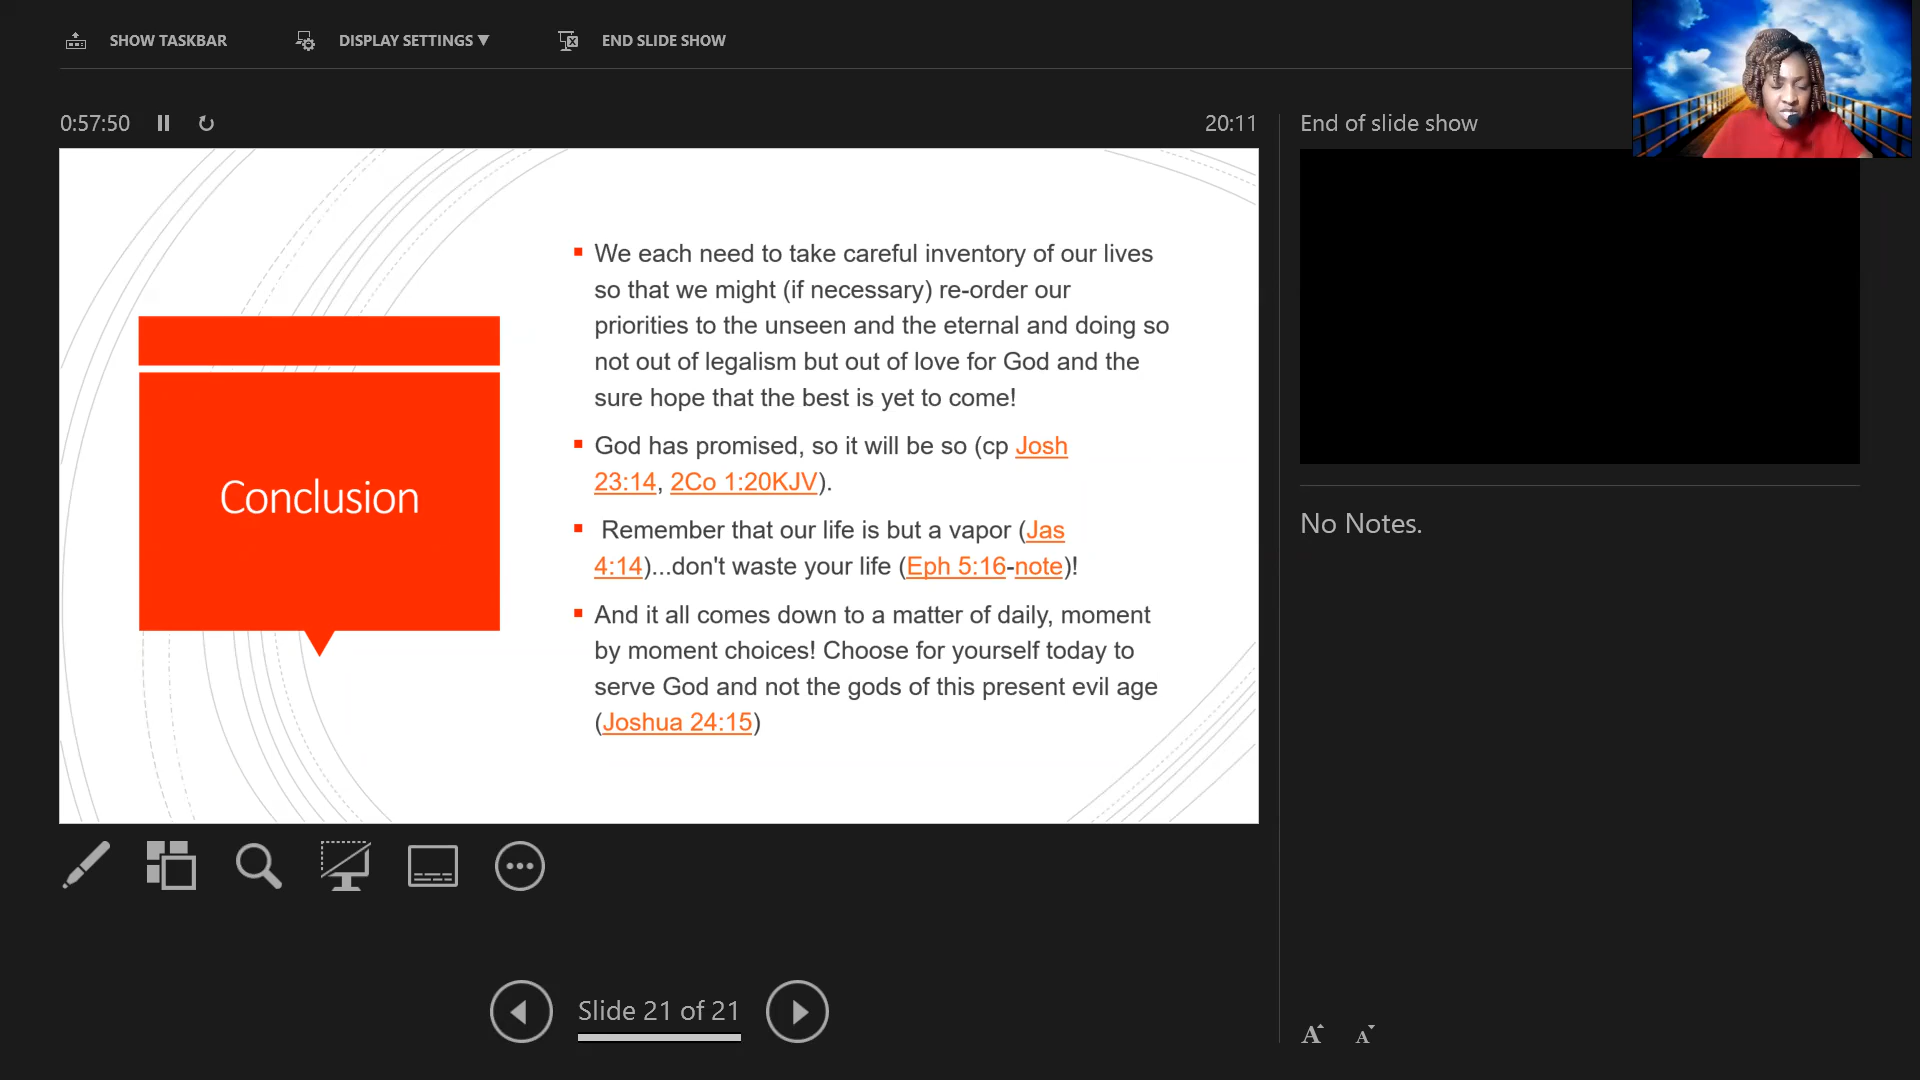 SHOW TASKBAR
DISPLAY SETTINGS ▼
END SLIDE SHOW
0:57:50
20:11
End of slide show
Conclusion
We each need to take careful inventory of our lives
so that we might (if necessary) re-order our
priorities to the unseen and the eternal and doing so
not out of legalism but out of love for God and the
sure hope that the best is yet to come!
God has promised, so it will be so (cp Josh
23:14, 2Co 1:20KJV).
Remember that our life is but a vapor (Jas
4:14)...don't waste your life (Eph 5:16-note)!
And it all comes down to a matter of daily, moment
by moment choices! Choose for yourself today to
serve God and not the gods of this present evil age
(Joshua 24:15)
No Notes.
Slide 21 of 21
A A